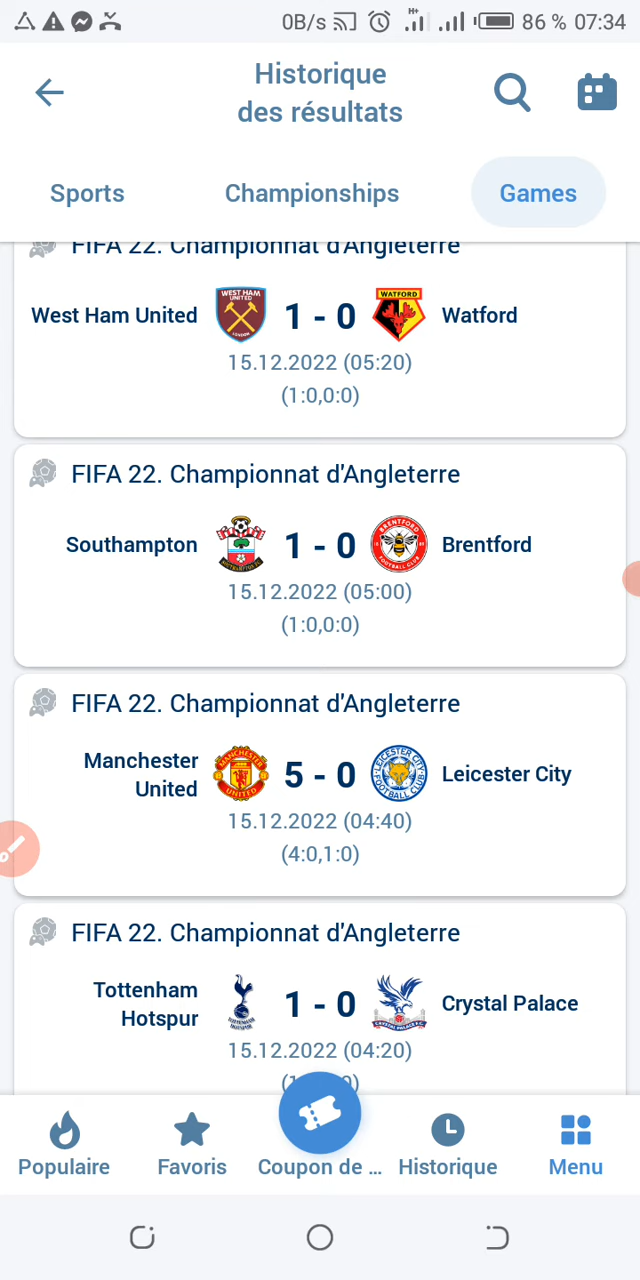 0B/s H+ 86 % 07:34
Historique
des résultats
Sports Championships Games
FIFA 22. Championnat d'Angleterre
West Ham United 1 - 0 Watford
15.12.2022 (05:20)
(1:0,0:0)
FIFA 22. Championnat d'Angleterre
Southampton 1 - 0 Brentford
15.12.2022 (05:00)
(1:0,0:0)
FIFA 22. Championnat d'Angleterre
Manchester
United 5 - 0 Leicester City
15.12.2022 (04:40)
(4:0,1:0)
FIFA 22. Championnat d'Angleterre
Tottenham
Hotspur 1 - 0 Crystal Palace
15.12.2022 (04:20)
Populaire Favoris Coupon de ... Historique Menu